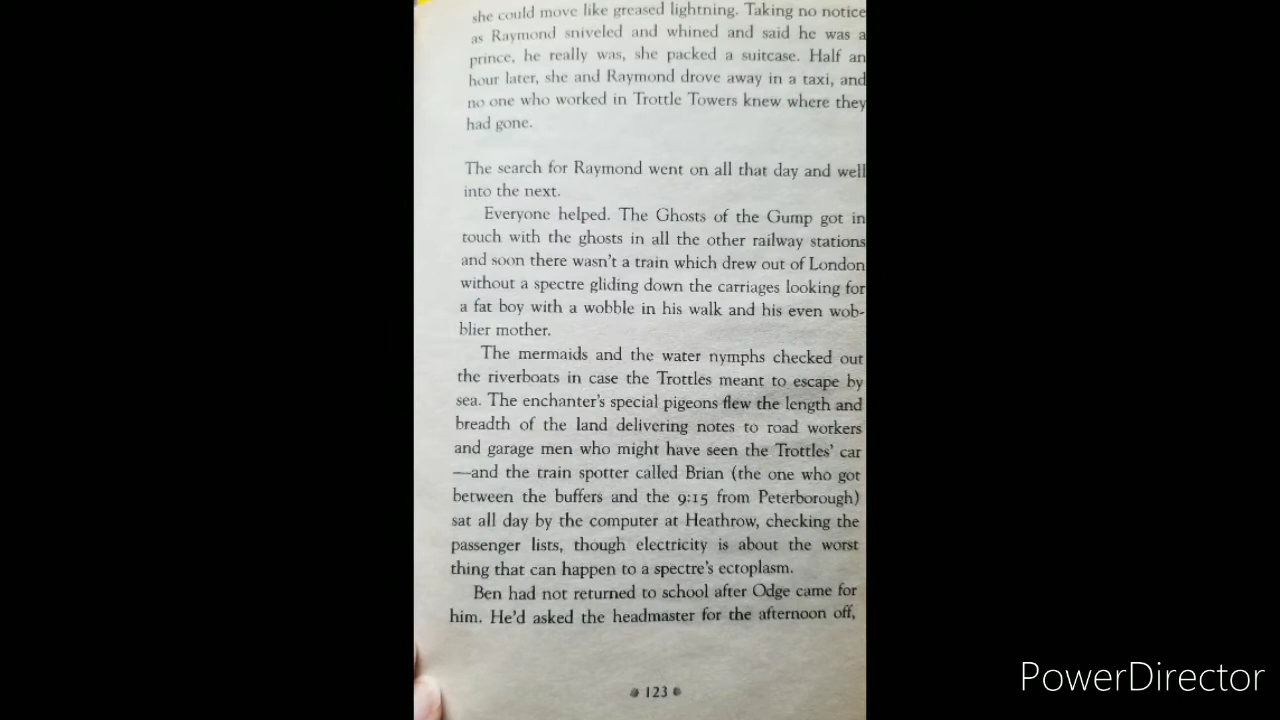 she could move like greased lightning. Taking no notice
as Raymond sniveled and whined and said he was a
prince, he really was, she packed a suitcase. Half an
hour later, she and Raymond drove away in a taxi, and
no one who worked in Trottle Towers knew where they
had gone.
The search for Raymond went on all that day and well
into the next.
Everyone helped. The Ghosts of the Gump got in
touch with the ghosts in all the other railway stations
and soon there wasn't a train which drew out of London
without a spectre gliding down the carriages looking for
a fat boy with a wobble in his walk and his even wob-
blier mother.
The mermaids and the water nymphs checked out
the riverboats in case the Trottles meant to escape by
sea. The enchanter's special pigeons flew the length and
breadth of the land delivering notes to road workers
and garage men who might have seen the Trottles' car
—and the train spotter called Brian (the one who got
between the buffers and the 9:15 from Peterborough)
sat all day by the computer at Heathrow, checking the
passenger lists, though electricity is about the worst
thing that can happen to a spectre's ectoplasm.
Ben had not returned to school after Odge came for
him. He'd asked the headmaster for the afternoon off,
123
PowerDirector